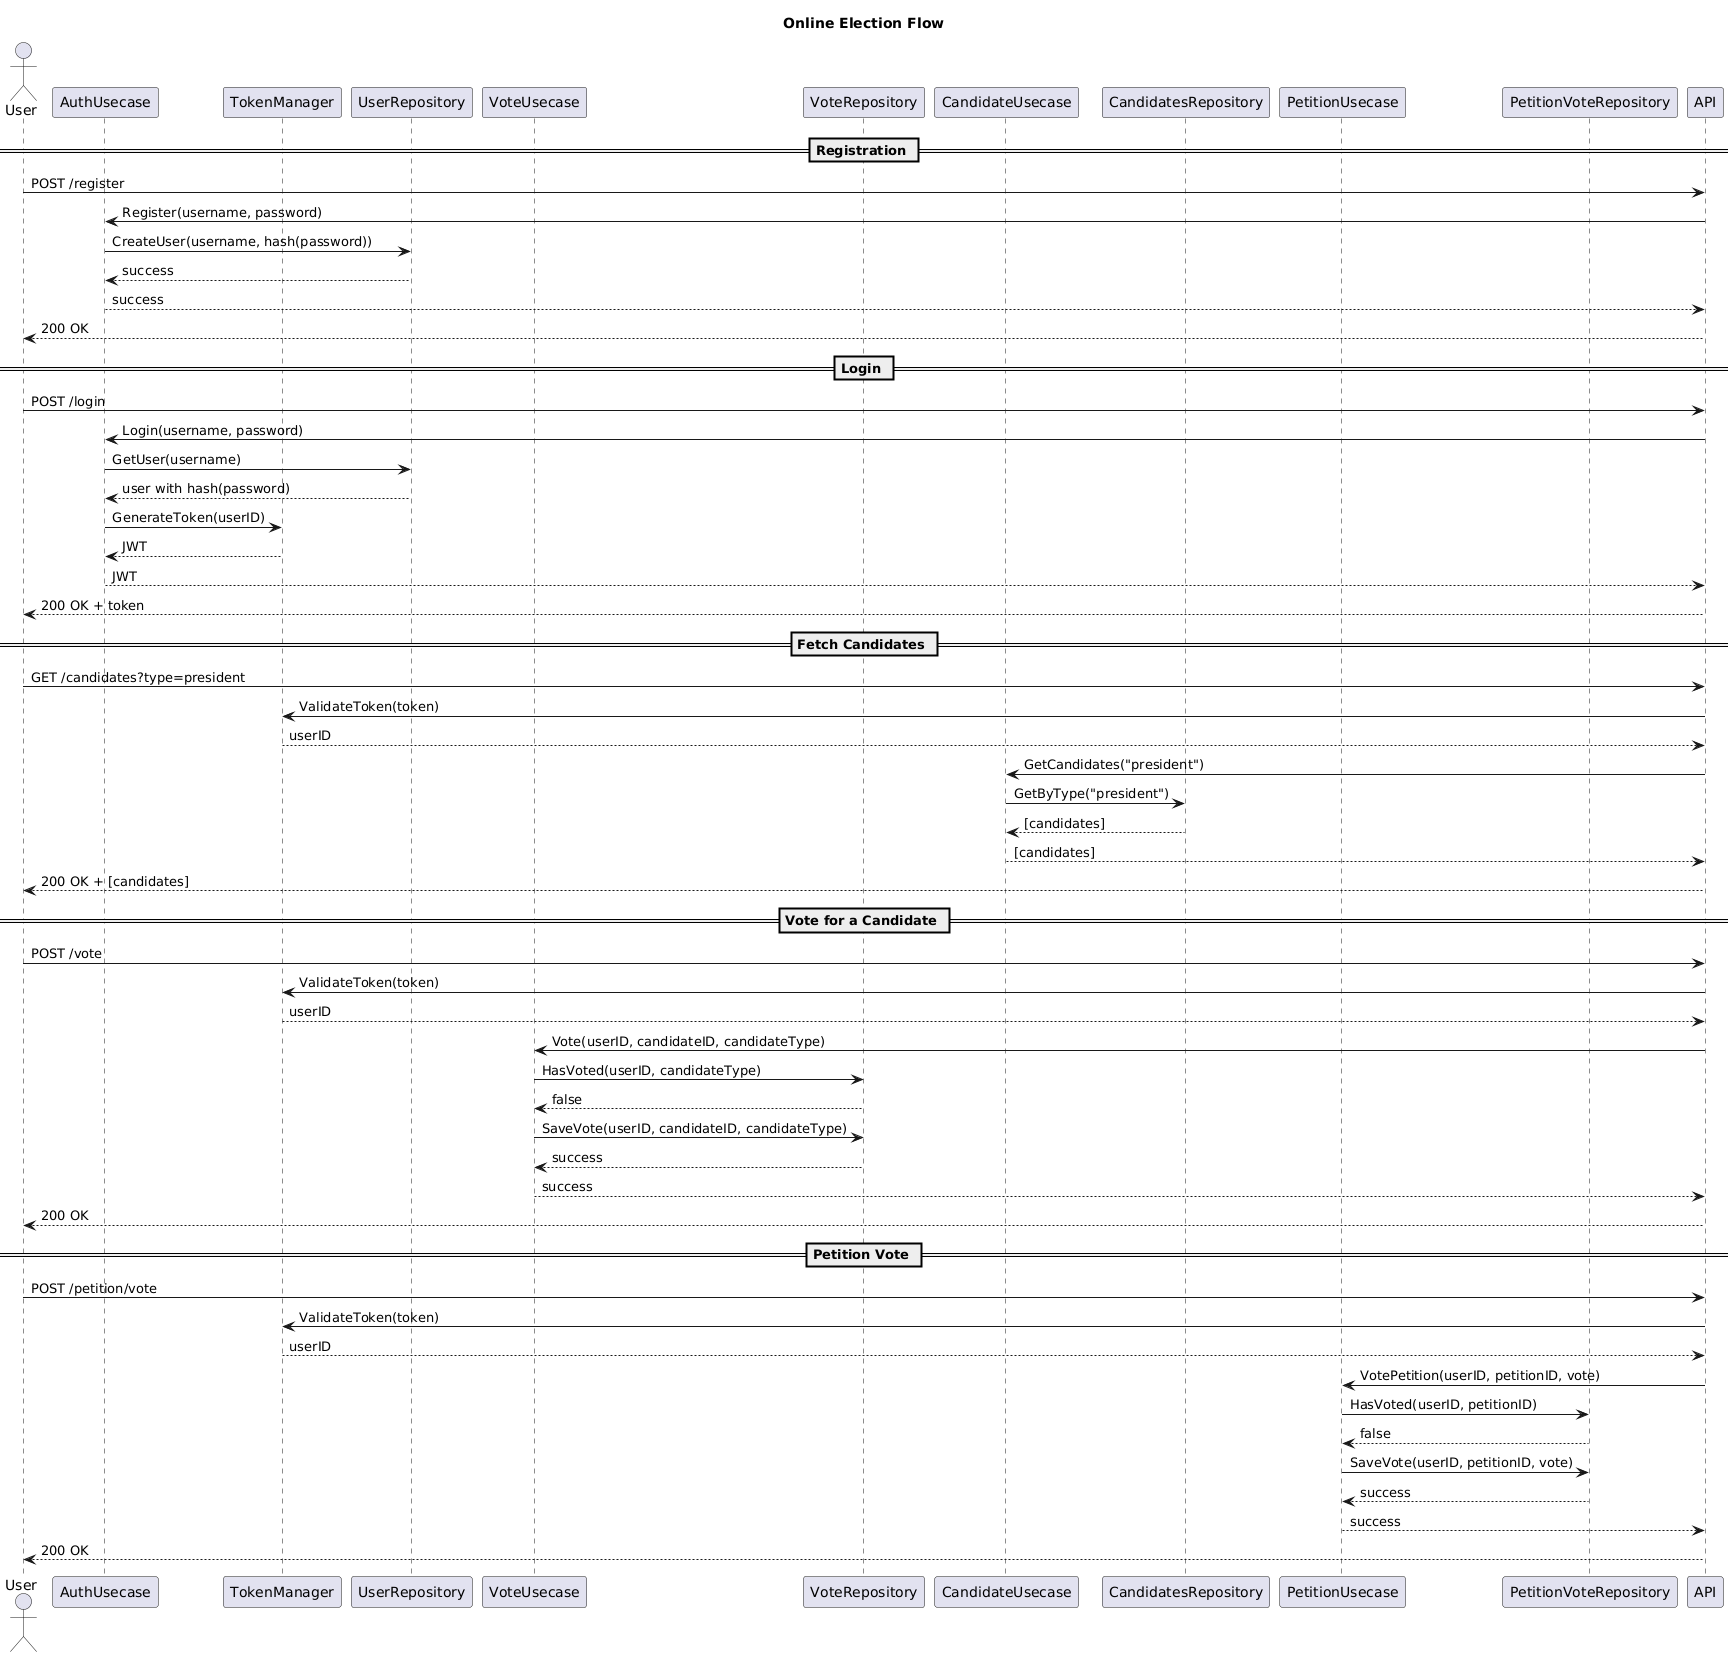 Online Election Flow
User
AuthUsecase
TokenManager
UserRepository
VoteUsecase
VoteRepository
CandidateUsecase
CandidatesRepository
PetitionUsecase
PetitionVoteRepository
API
Registration
POST /register
Register(username, password)
CreateUser(username, hash(password))
success
success
200 OK
Login
POST /login
Login(username, password)
GetUser(username)
user with hash(password)
GenerateToken(userID)
JWT
JWT
200 OK + token
Fetch Candidates
GET /candidates?type=president
ValidateToken(token)
userID
GetCandidates("president")
GetByType("president")
[candidates]
[candidates]
200 OK + [candidates]
Vote for a Candidate
POST /vote
ValidateToken(token)
userID
Vote(userID, candidateID, candidateType)
HasVoted(userID, candidateType)
false
SaveVote(userID, candidateID, candidateType)
success
success
200 OK
Petition Vote
POST /petition/vote
ValidateToken(token)
userID
VotePetition(userID, petitionID, vote)
HasVoted(userID, petitionID)
false
SaveVote(userID, petitionID, vote)
success
success
200 OK
User
AuthUsecase
TokenManager
UserRepository
VoteUsecase
VoteRepository
CandidateUsecase
CandidatesRepository
PetitionUsecase
PetitionVoteRepository
API